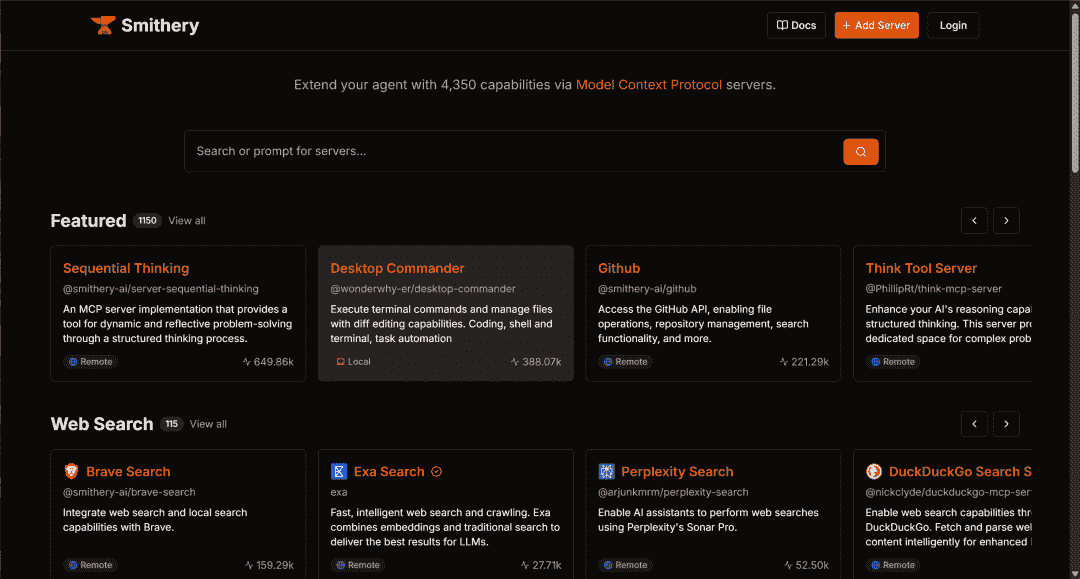 Smithery
Docs
+ Add Server
Login
Extend your agent with 4,350 capabilities via Model Context Protocol servers.
Search or prompt for servers...
Featured 1150 View all
Sequential Thinking
@smithery-ai/server-sequential-thinking
An MCP server implementation that provides a
tool for dynamic and reflective problem-solving
through a structured thinking process.
Remote 649.86k
Desktop Commander
@wonderwhy-er/desktop-commander
Execute terminal commands and manage files
with diff editing capabilities. Coding, shell and
terminal, task automation
Local 388.07k
Github
@smithery-ai/github
Access the GitHub API, enabling file
operations, repository management, search
functionality, and more.
Remote 221.29k
Think Tool Server
@PhillipRt/think-mcp-server
Enhance your AI's reasoning capa
structured thinking. This server pro
dedicated space for complex prob
Remote
Web Search 115 View all
Brave Search
@smithery-ai/brave-search
Integrate web search and local search
capabilities with Brave.
Remote 159.29k
Exa Search
exa
Fast, intelligent web search and crawling. Exa
combines embeddings and traditional search to
deliver the best results for LLMs.
Remote 27.71k
Perplexity Search
@arjunkmrm/perplexity-search
Enable AI assistants to perform web searches
using Perplexity's Sonar Pro.
Remote 52.50k
DuckDuckGo Search S
@nickclyde/duckduckgo-mcp-ser
Enable web search capabilities thr
DuckDuckGo. Fetch and parse we
content intelligently for enhanced
Remote